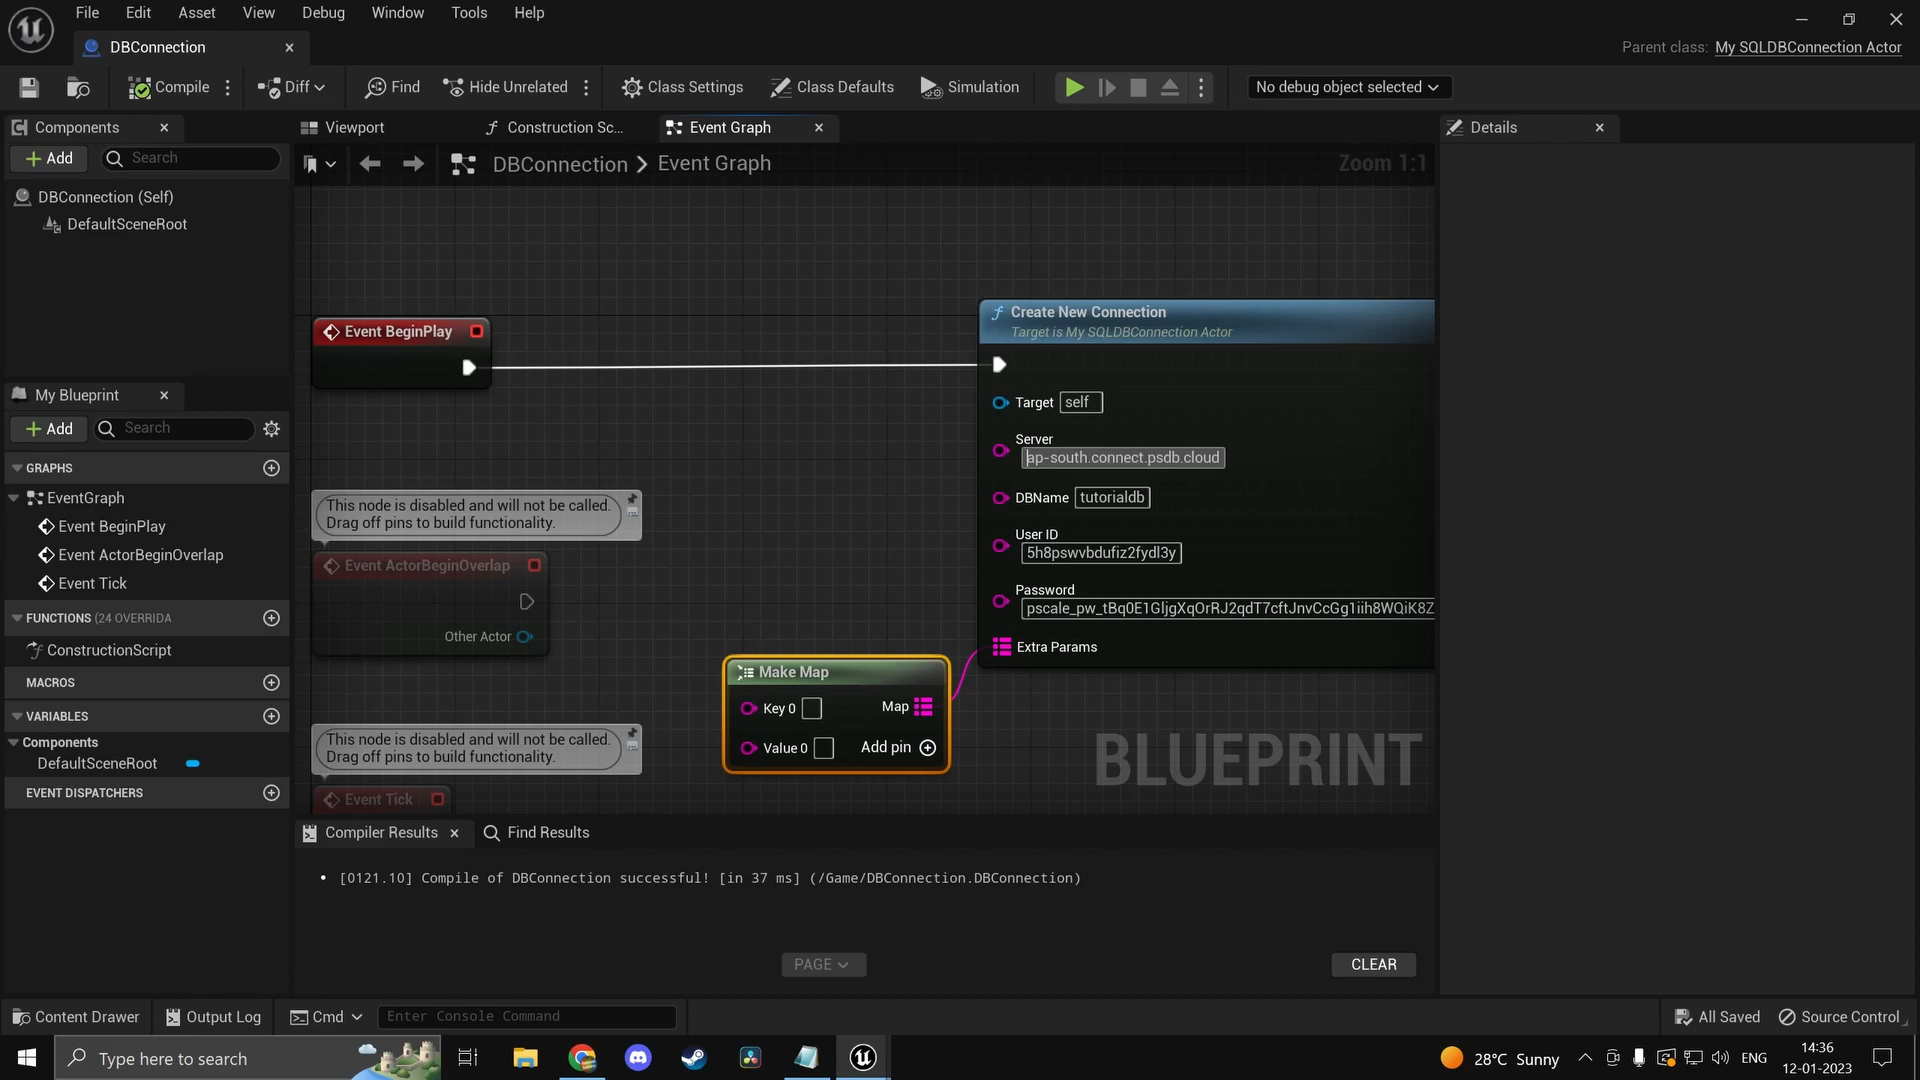 File Edit Asset View Debug Window Tools Help
DBConnection
Parent class: My SQLDBConnection Actor
Compile Diff Find Hide Unrelated Class Settings Class Defaults Simulation No debug object selected
Components Viewport Construction Sc... Event Graph Details
Add Search DBConnection Event Graph Zoom 1:1
DBConnection (Self)
DefaultSceneRoot
My Blueprint
Add Search
GRAPHS
EventGraph
Event BeginPlay
Event ActorBeginOverlap
Event Tick
FUNCTIONS (24 OVERRIDA
ConstructionScript
MACROS
VARIABLES
Components
DefaultSceneRoot
EVENT DISPATCHERS
Event BeginPlay
This node is disabled and will not be called.
Drag off pins to build functionality.
Event ActorBeginOverlap
Other Actor
This node is disabled and will not be called.
Drag off pins to build functionality.
Event Tick
Make Map
Key 0 Map
Value 0 Add pin
Create New Connection
Target is My SQLDBConnection Actor
Target self
Server
ap-south.connect.psdb.cloud
DBName tutorialdb
User ID
5h8pswvbdufiz2fydl3y
Password
pscale_pw_tBq0E1GljgXqOrRJ2qdT7cftJnvCcGg1iih8WQiK8Z
Extra Params
BLUEPRINT
Compiler Results Find Results
• [0121.10] Compile of DBConnection successful! [in 37 ms] (/Game/DBConnection.DBConnection)
PAGE CLEAR
Content Drawer Output Log Cmd Enter Console Command All Saved Source Control
Type here to search 28°C Sunny ENG 14:36
12-01-2023